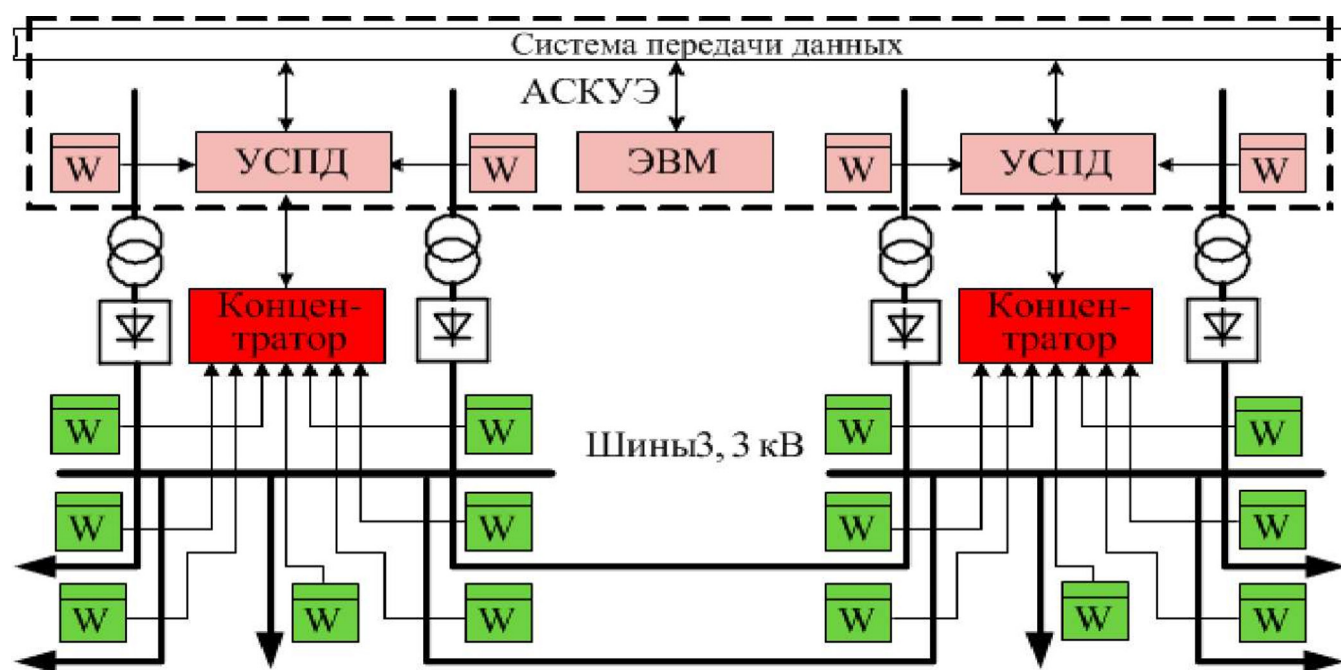 Система передачи данных
АСКУЭ
W
УСПД
W
ЭВМ
W
УСПД
W
Концен-
тратор
Концен-
тратор
W
W
W
W
Шины3, 3 кВ
W
W
W
W
W
W
W
W
W
W